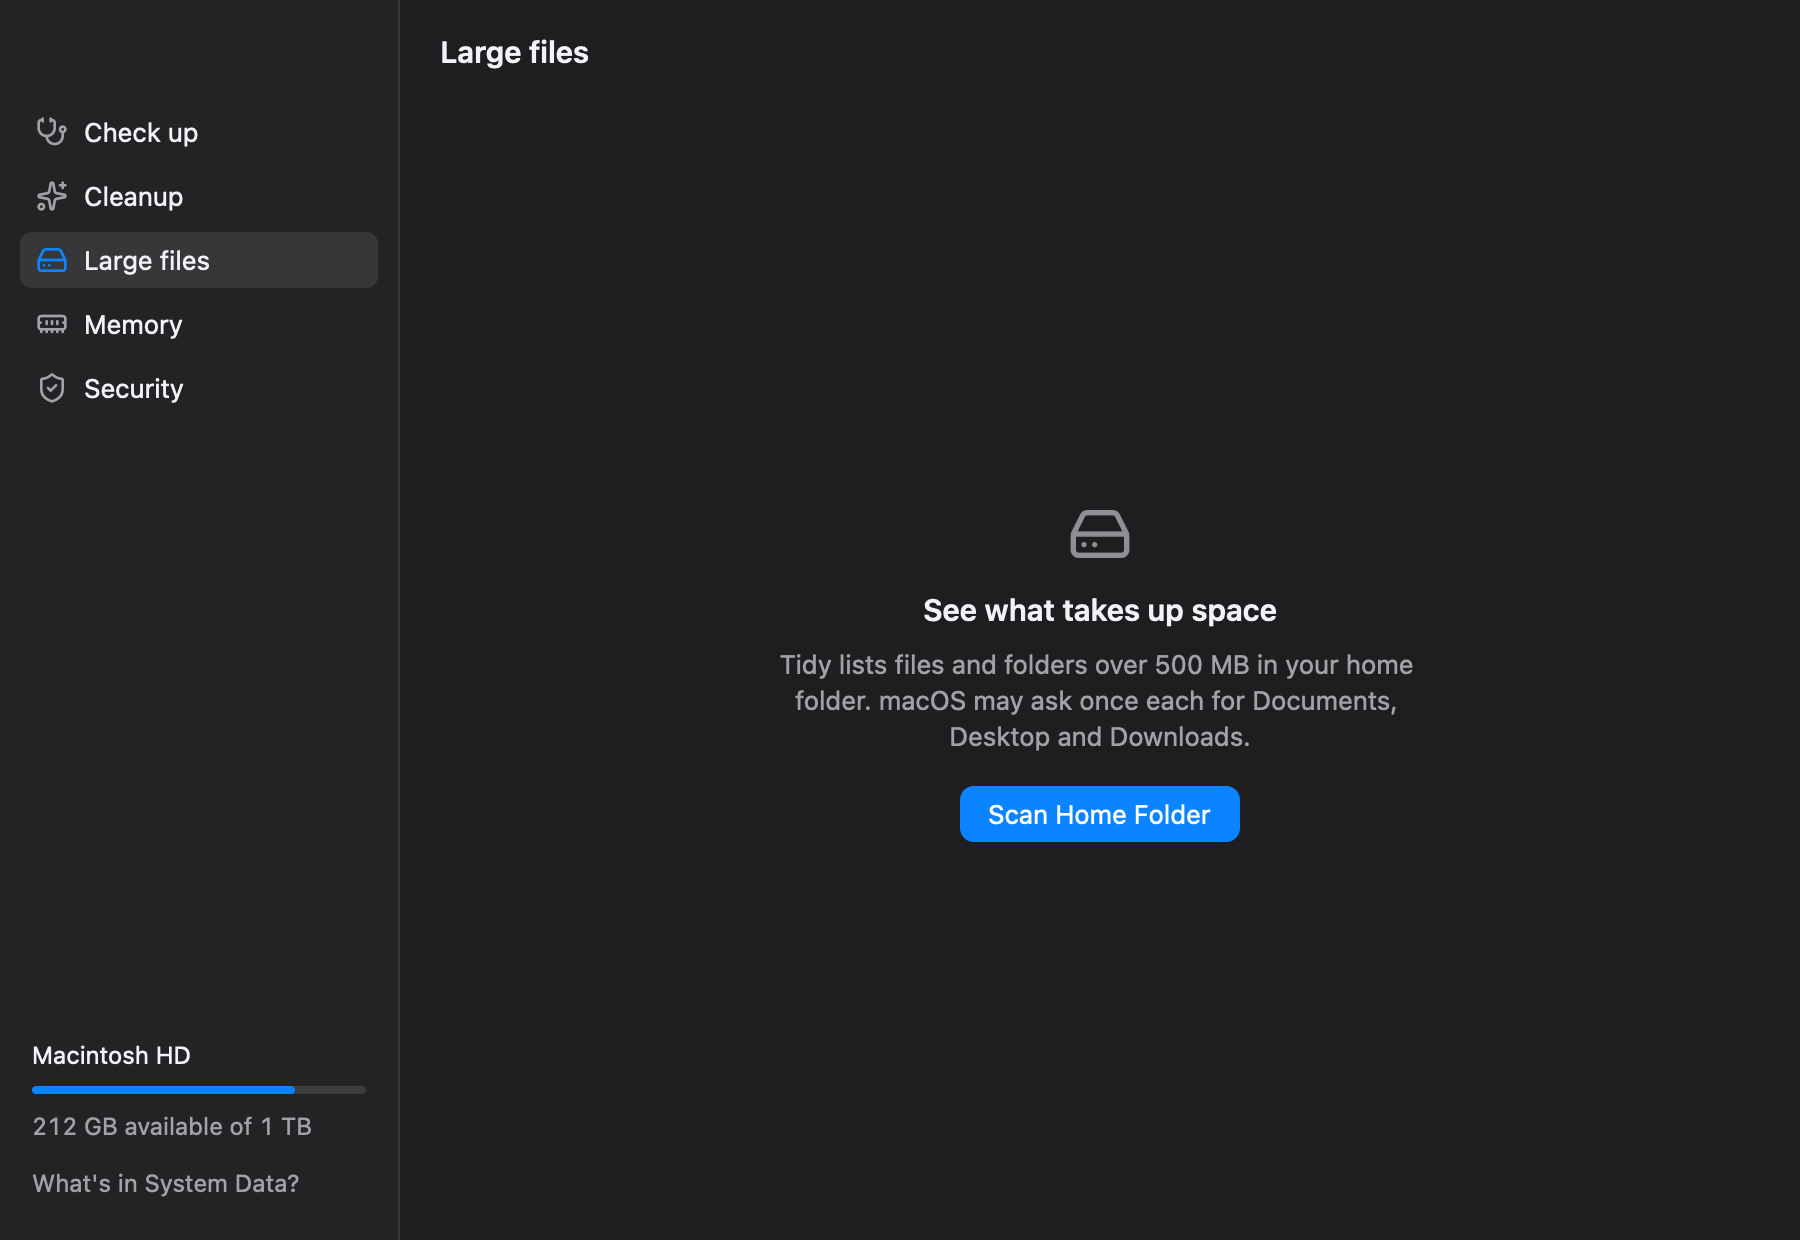 Large files
Check up
Cleanup
Large files
Memory
Security
See what takes up space
Tidy lists files and folders over 500 MB in your home
folder. macOS may ask once each for Documents,
Desktop and Downloads.
Scan Home Folder
Macintosh HD
212 GB available of 1 TB
What's in System Data?